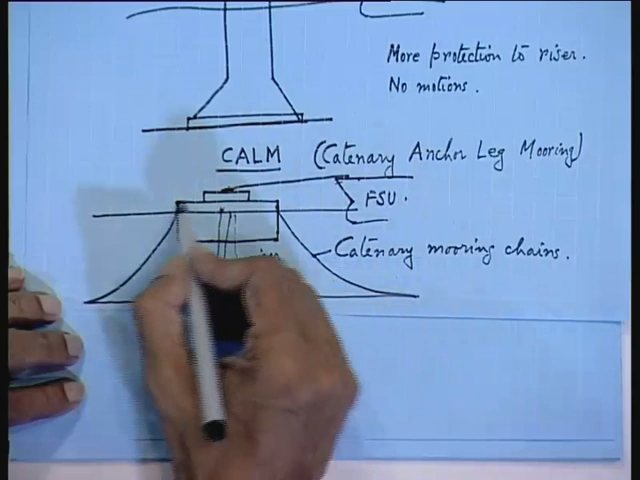 More protection to riser.
No motions.
CALM (Catenary Anchor Leg Mooring)
FSU.
Catenary mooring chains.